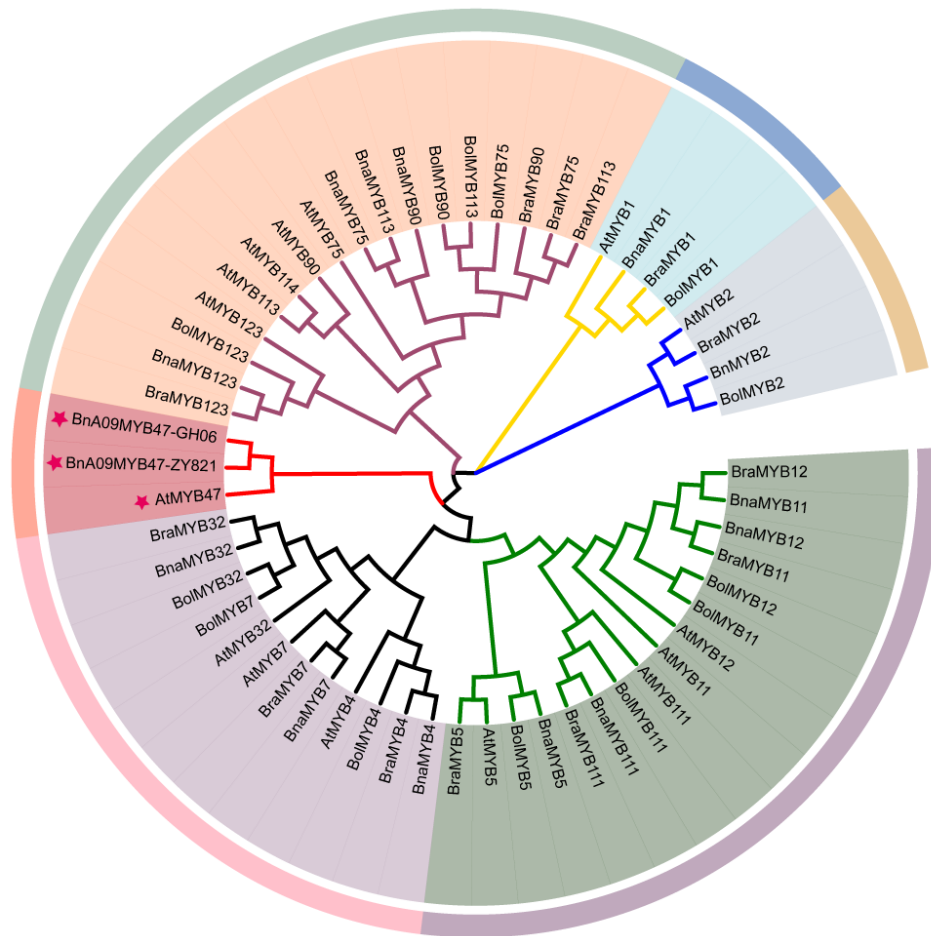 BraMYB123
BnaMYB123
BolMYB123
AtMYB123
AtMYB113
AtMYB114
AtMYB90
AtMYB75
BnaMYB75
BnaMYB113
BnaMYB90
BolMYB90
BolMYB113
BolMYB75
BraMYB90
BraMYB75
BraMYB113
AtMYB1
BnaMYB1
BraMYB1
BolMYB1
AtMYB2
BraMYB2
BnMYB2
BolMYB2
BraMYB12
BnaMYB11
BnaMYB12
BraMYB11
BolMYB12
BolMYB11
AtMYB12
AtMYB11
AtMYB111
BolMYB111
BnaMYB111
BraMYB111
BnaMYB5
BolMYB5
AtMYB5
BraMYB5
BnaMYB4
BraMYB4
BolMYB4
AtMYB4
BnaMYB7
BraMYB7
AtMYB7
AtMYB32
BolMYB7
BolMYB32
BnaMYB32
BraMYB32
AtMYB47
BnA09MYB47-ZY821
BnA09MYB47-GH06